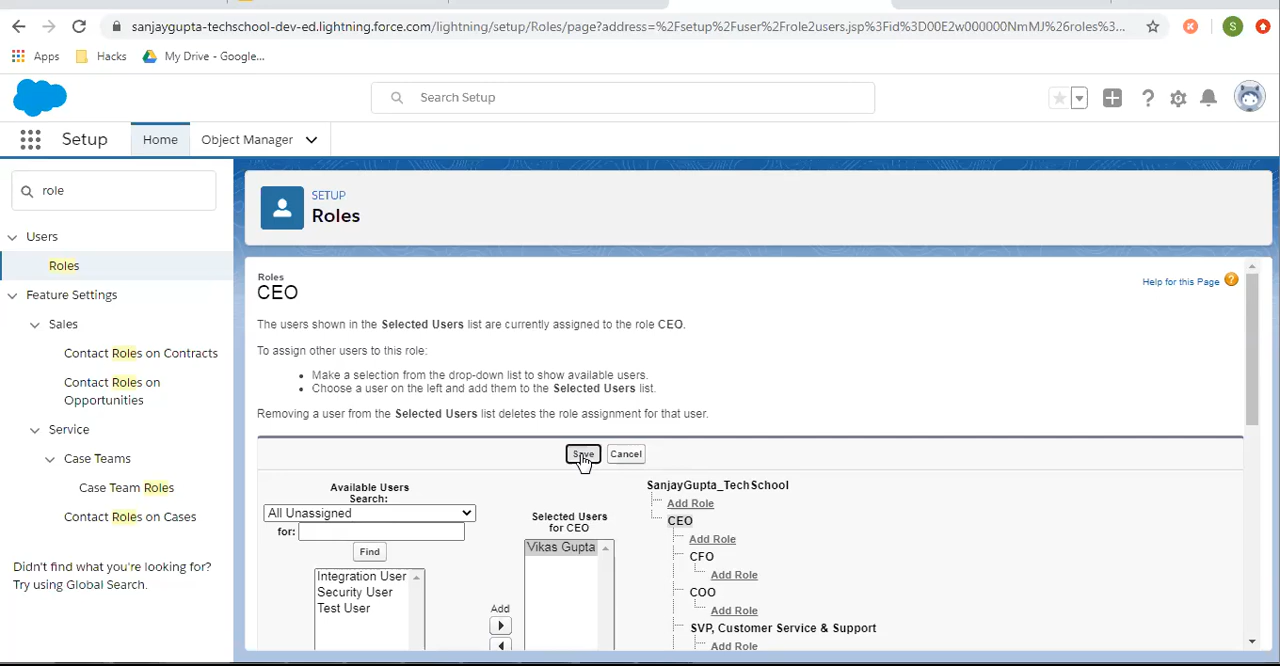 sanjaygupta-techschool-dev-ed.lightning.force.com/lightning/setup/Roles/page?address=%2Fsetup%2Fuser%2Frole2users.jsp%3Fid%3D00E2w000000NmMJ%26roles%3...
S
Apps Hacks My Drive - Google...
Search Setup
Setup Home Object Manager
role
Users
Roles
Feature Settings
Sales
Contact Roles on Contracts
Contact Roles on
Opportunities
Service
Case Teams
Case Team Roles
Contact Roles on Cases
Didn't find what you're looking for?
Try using Global Search.
SETUP
Roles
Roles
CEO
Help for this Page ?
The users shown in the Selected Users list are currently assigned to the role CEO.
To assign other users to this role:
• Make a selection from the drop-down list to show available users.
• Choose a user on the left and add them to the Selected Users list.
Removing a user from the Selected Users list deletes the role assignment for that user.
Save Cancel
Available Users
Search:
All Unassigned
for:
Find
Integration User
Security User
Test User
Add
Selected Users
for CEO
Vikas Gupta
SanjayGupta_TechSchool
Add Role
CEO
Add Role
CFO
Add Role
COO
Add Role
SVP, Customer Service & Support
Add Role